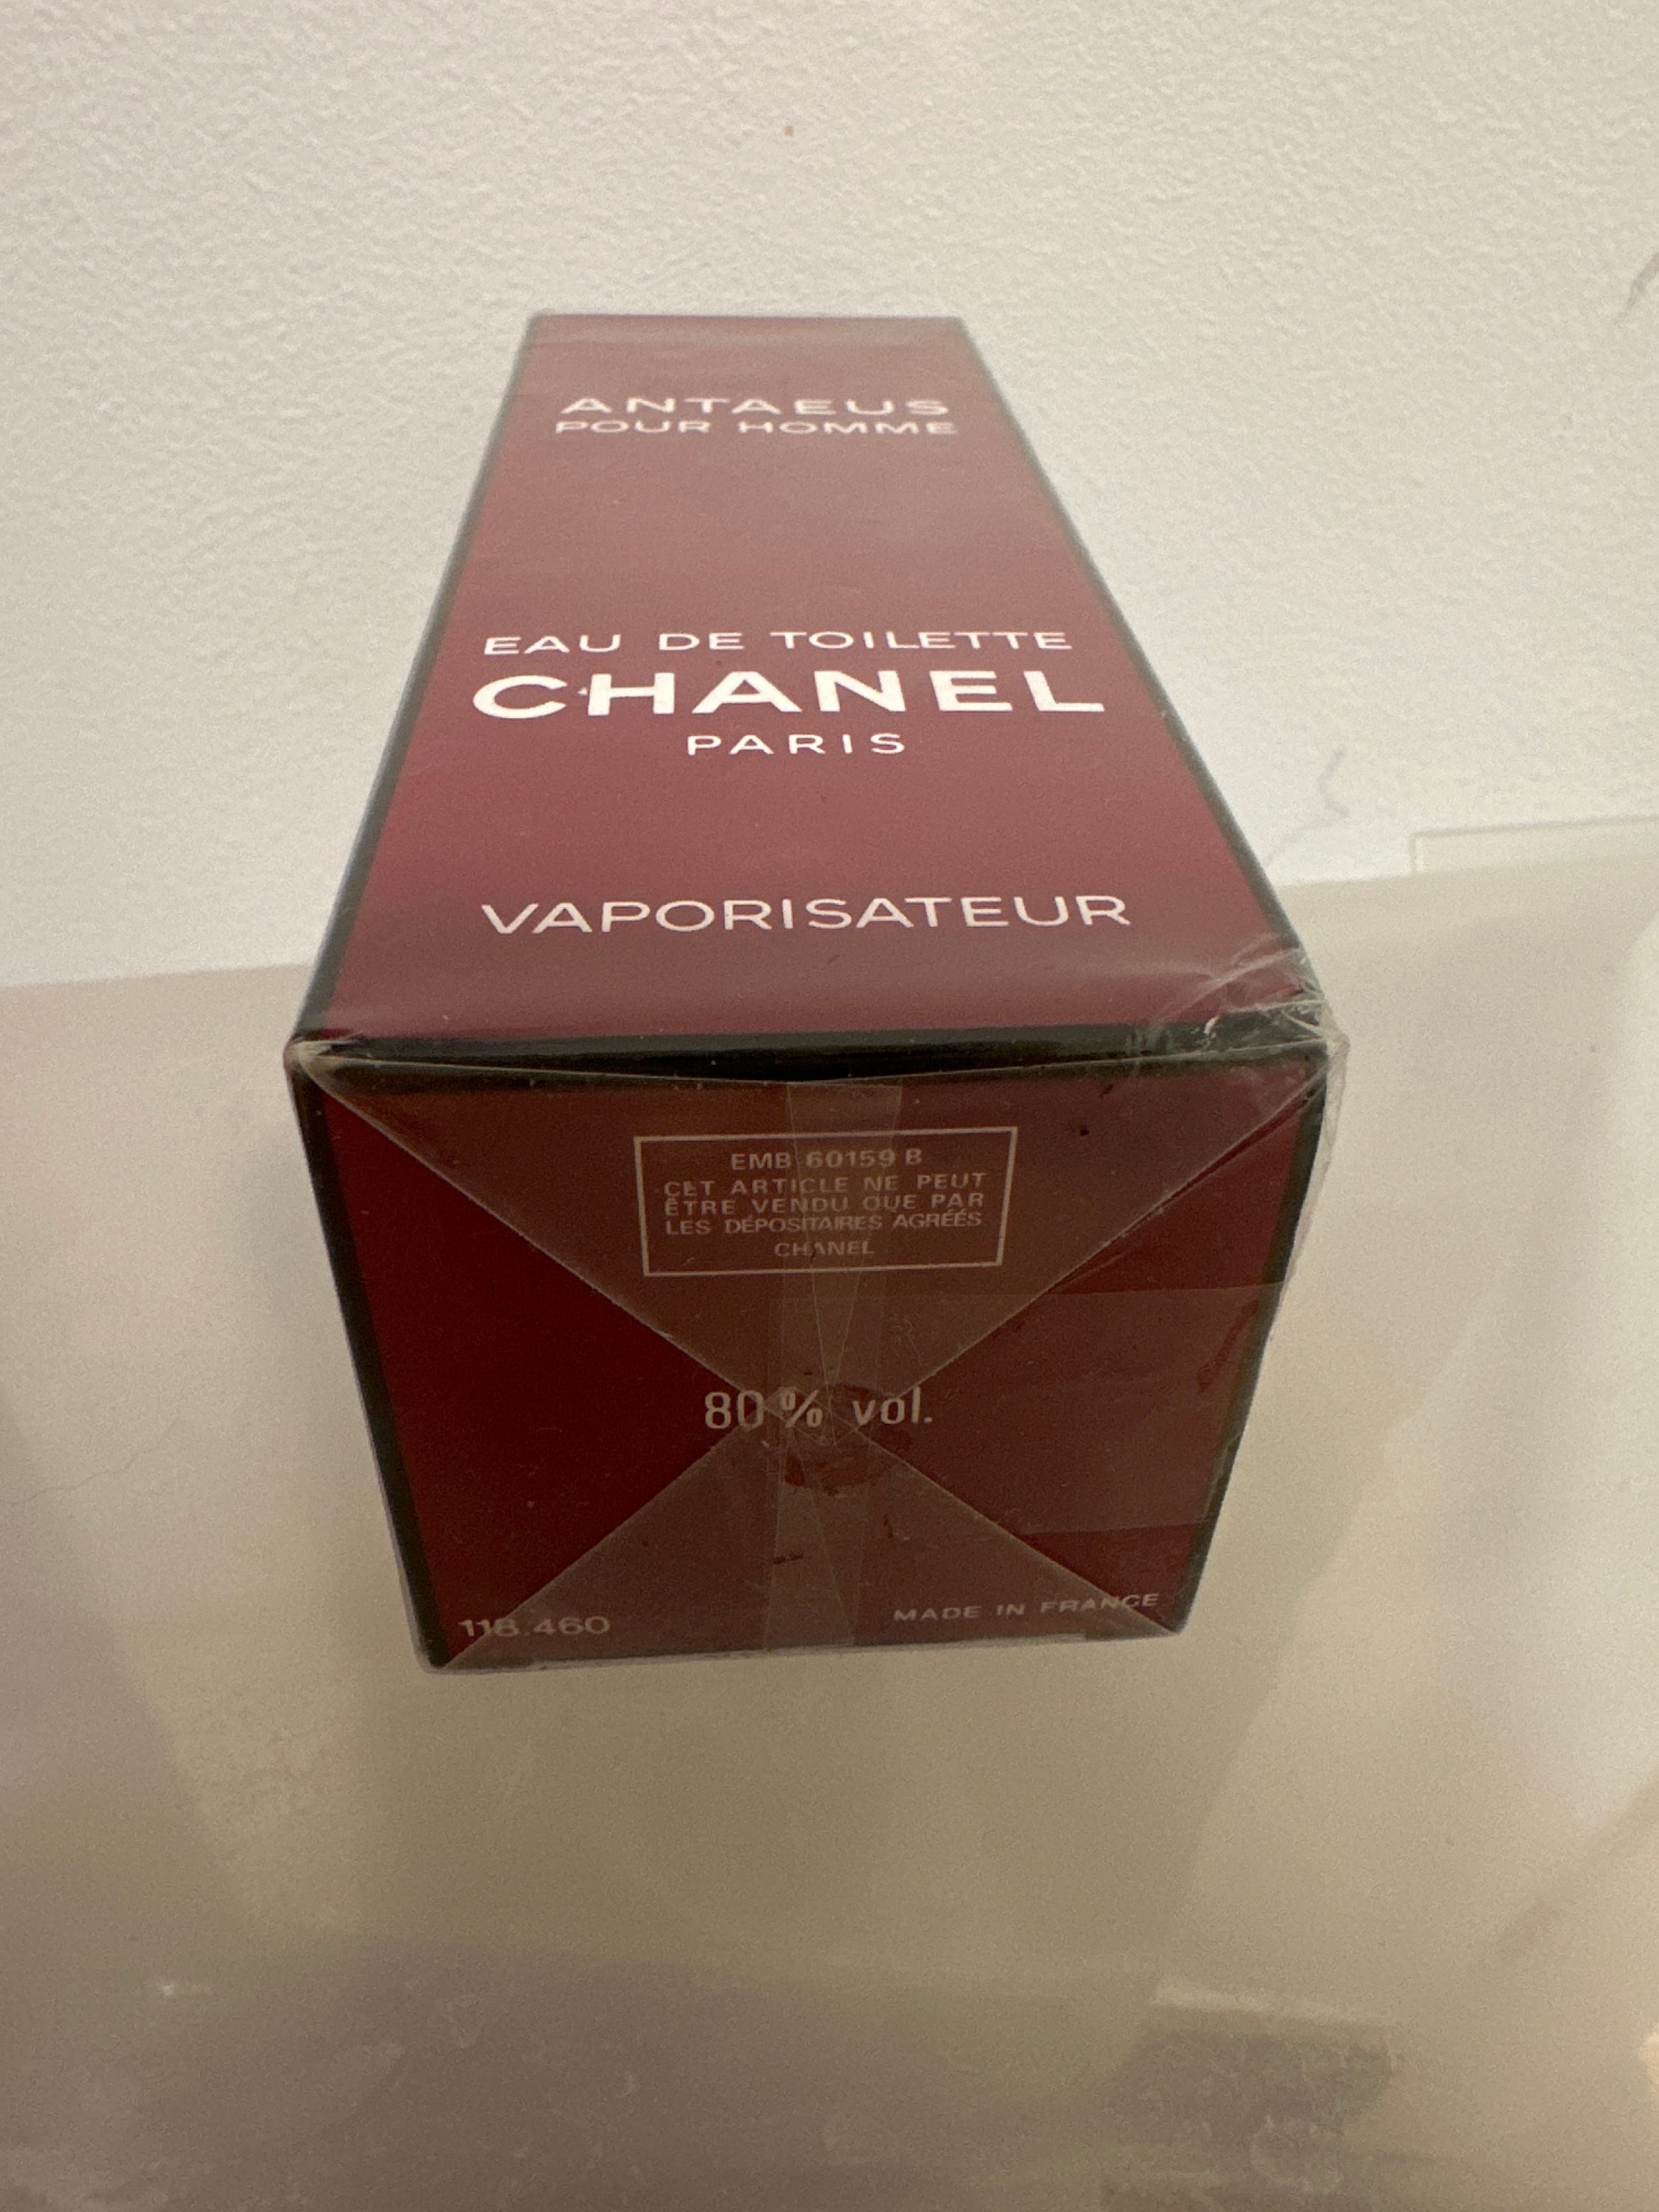 ANTAEUS
POUR HOMME
EAU DE TOILETTE
CHANEL
PARIS
VAPORISATEUR
EMB 60159 B
CET ARTICLE NE PEUT
ÊTRE VENDU QUE PAR
LES DÉPOSITAIRES AGRÉÉS
CHANEL
80% vol.
118.460
MADE IN FRANCE